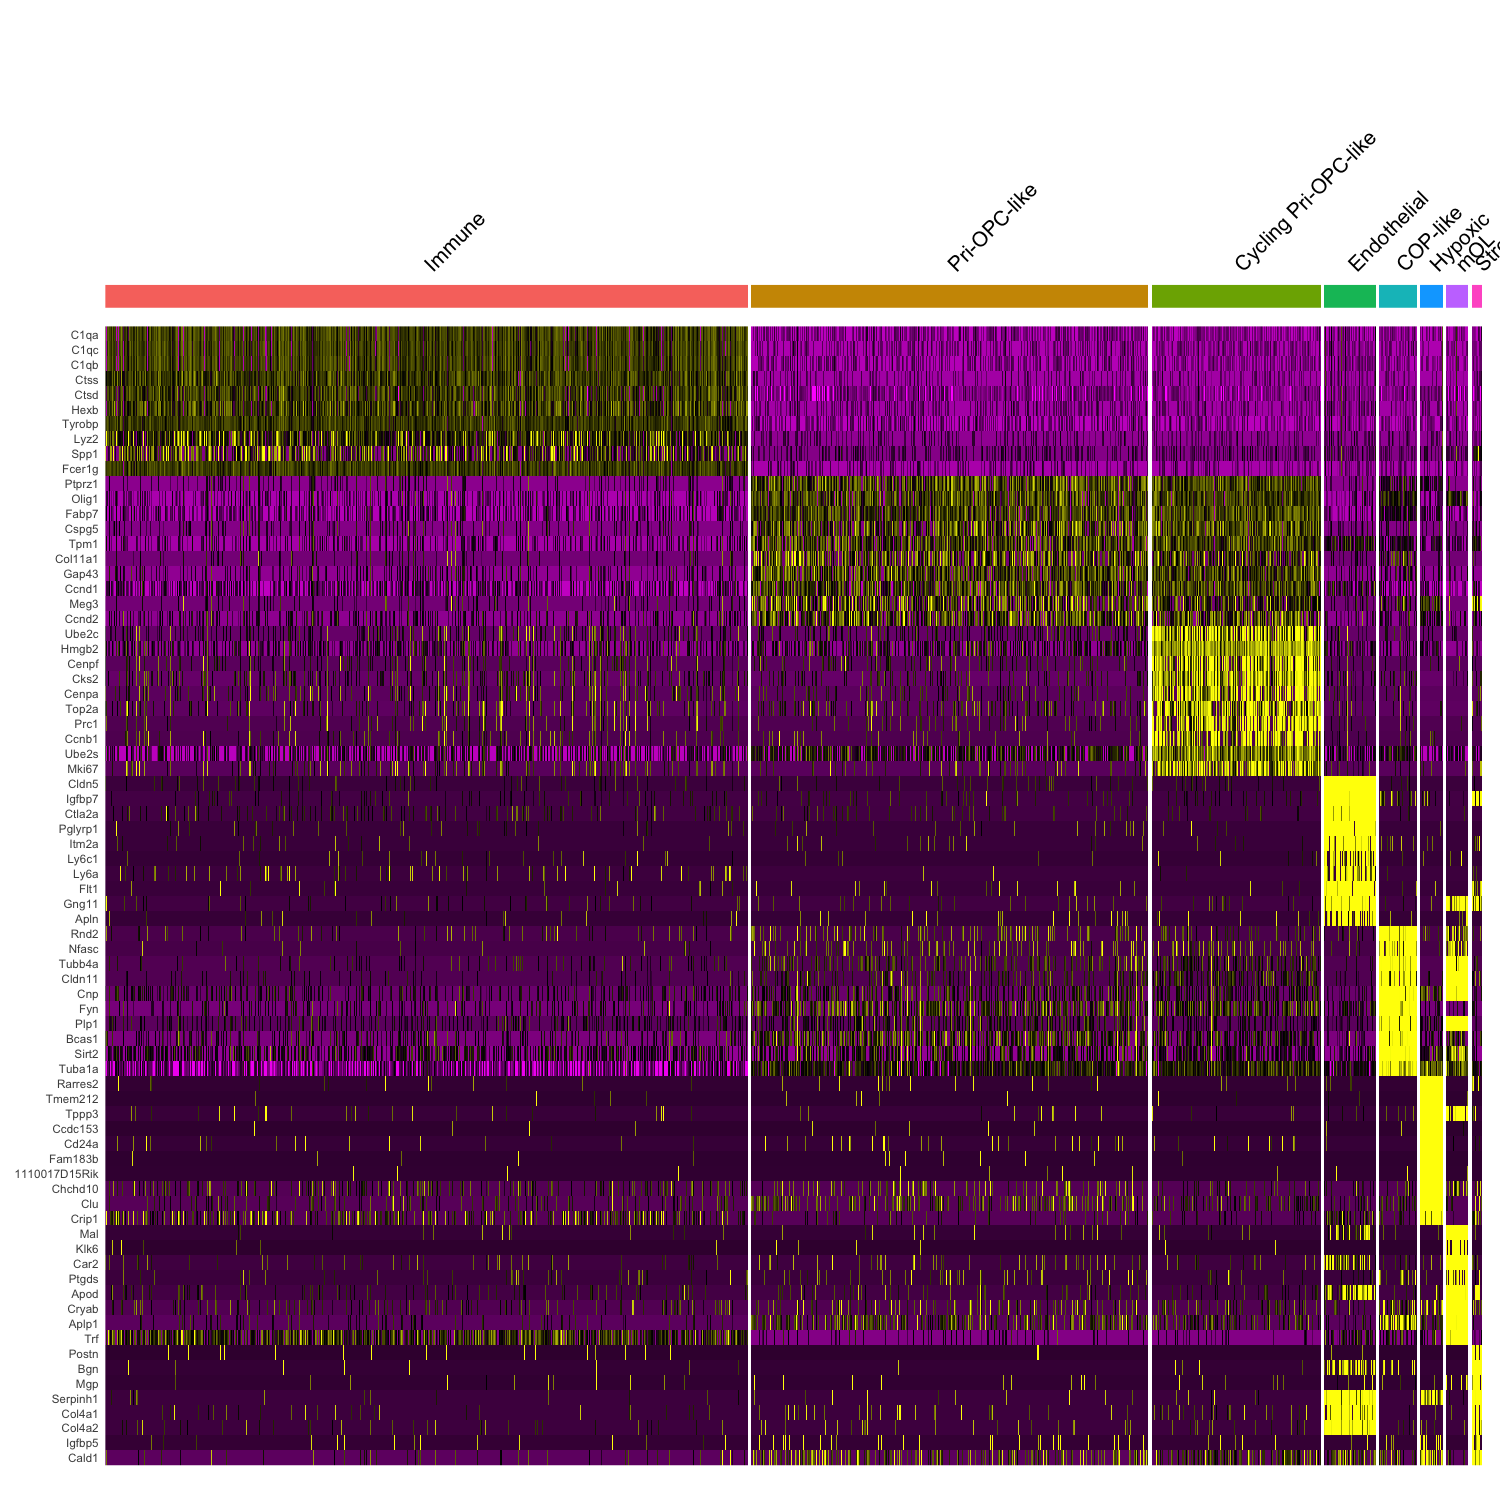 Immune
Pri-OPC-like
Cycling Pri-OPC-like
Endothelial
COP-like
Hypoxic
mOL
C1qa
C1qc
C1qb
Ctss
Ctsd
Hexb
Tyrobp
Lyz2
Spp1
Fcer1g
Ptprz1
Olig1
Fabp7
Cspg5
Tpm1
Col11a1
Gap43
Ccnd1
Meg3
Ccnd2
Ube2c
Hmgb2
Cenpf
Cks2
Cenpa
Top2a
Prc1
Ccnb1
Ube2s
Mki67
Cldn5
Igfbp7
Ctla2a
Pglyrp1
Itm2a
Ly6c1
Ly6a
Flt1
Gng11
Apln
Rnd2
Nfasc
Tubb4a
Cldn11
Cnp
Fyn
Plp1
Bcas1
Sirt2
Tuba1a
Rarres2
Tmem212
Tppp3
Ccdc153
Cd24a
Fam183b
1110017D15Rik
Chchd10
Clu
Crip1
Mal
Klk6
Car2
Ptgds
Apod
Cryab
Aplp1
Trf
Postn
Bgn
Mgp
Serpinh1
Col4a1
Col4a2
Igfbp5
Cald1